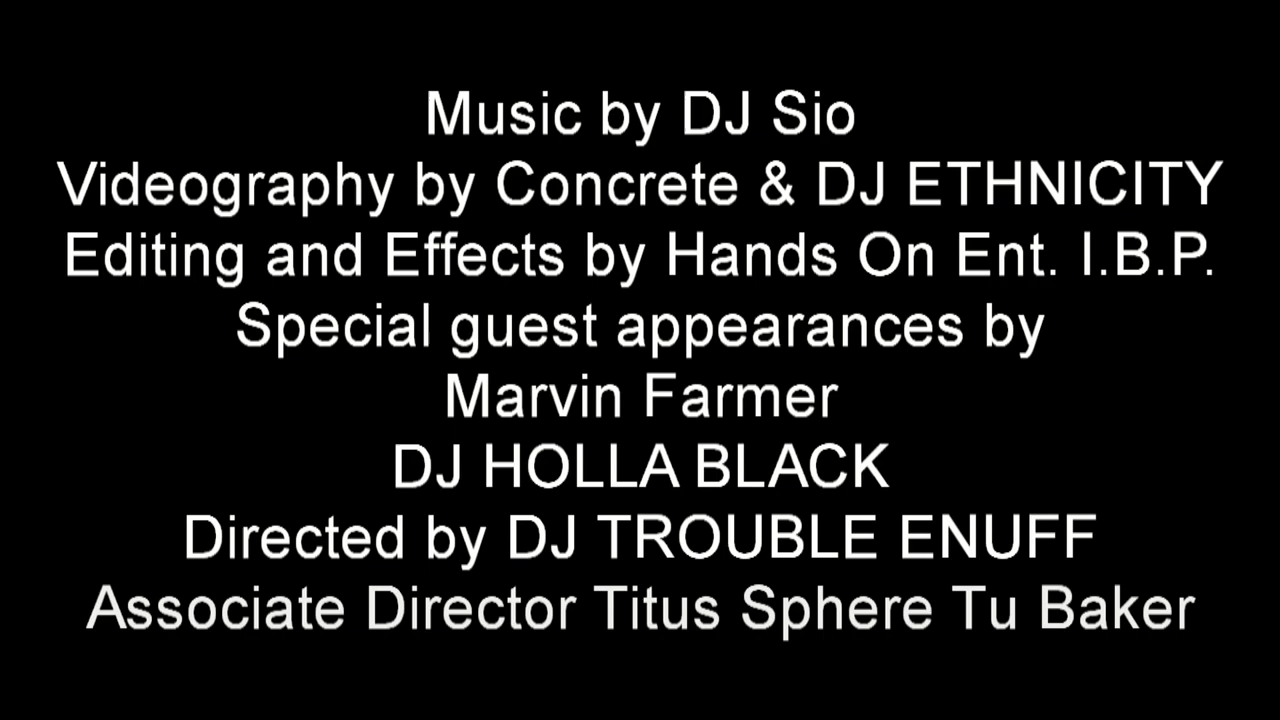 Music by DJ Sio
Videography by Concrete & DJ ETHNICITY
Editing and Effects by Hands On Ent. I.B.P.
Special guest appearances by
Marvin Farmer
DJ HOLLA BLACK
Directed by DJ TROUBLE ENUFF
Associate Director Titus Sphere Tu Baker